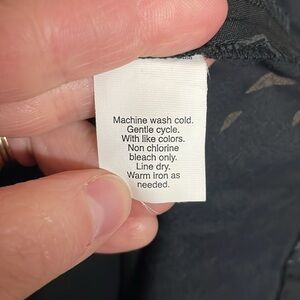 Machine wash cold.
Gentle cycle.
With like colors.
Non chlorine
bleach only.
Line dry.
Warm iron as
needed.